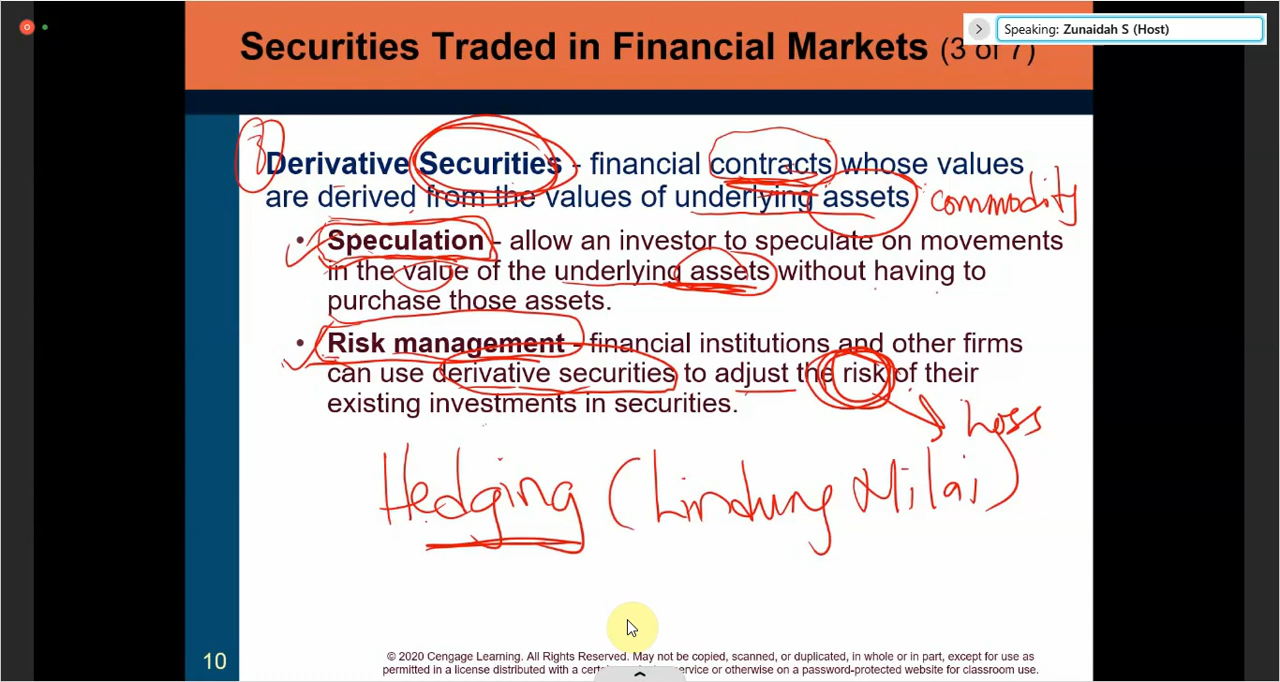 Speaking: Zunaidah S (Host)
Securities Traded in Financial Markets (3 of 7)
3
Derivative Securities - financial contracts whose values
are derived from the values of underlying assets
commodity
• Speculation - allow an investor to speculate on movements
in the value of the underlying assets without having to
purchase those assets.
• Risk management - financial institutions and other firms
can use derivative securities to adjust the risk of their
existing investments in securities.
Loss
Hedging (Lindung Nilai)
10
© 2020 Cengage Learning. All Rights Reserved. May not be copied, scanned, or duplicated, in whole or in part, except for use as
permitted in a license distributed with a service or otherwise on a password-protected website for classroom use.